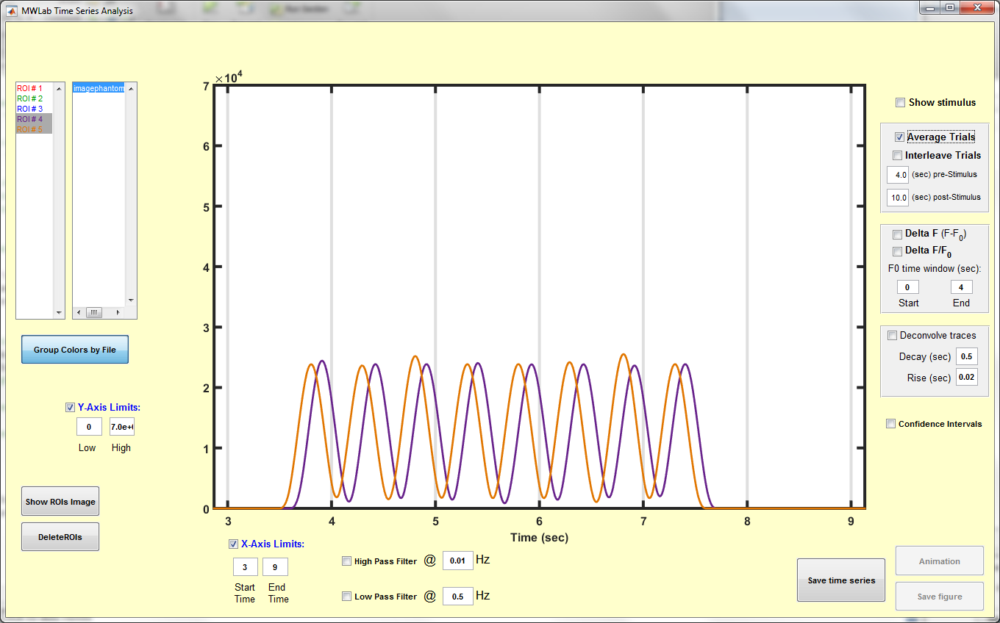 MWLab Time Series Analysis
ROI # 1
ROI # 2
ROI # 3
ROI # 4
ROI # 5
imagephantom
Group Colors by File
Y-Axis Limits:
0 7.0e+
Low High
Show ROIs Image
DeleteROIs
×10^4
7
6
5
4
3
2
1
0
3 4 5 6 7 8 9
Time (sec)
X-Axis Limits:
3 9
Start Time
End Time
High Pass Filter @ 0.01 Hz
Low Pass Filter @ 0.5 Hz
Show stimulus
Average Trials
Interleave Trials
4.0 (sec) pre-Stimulus
10.0 (sec) post-Stimulus
Delta F (F-F0)
Delta F/F0
F0 time window (sec):
0 4
Start End
Deconvolve traces
Decay (sec) 0.5
Rise (sec) 0.02
Confidence Intervals
Save time series
Animation
Save figure